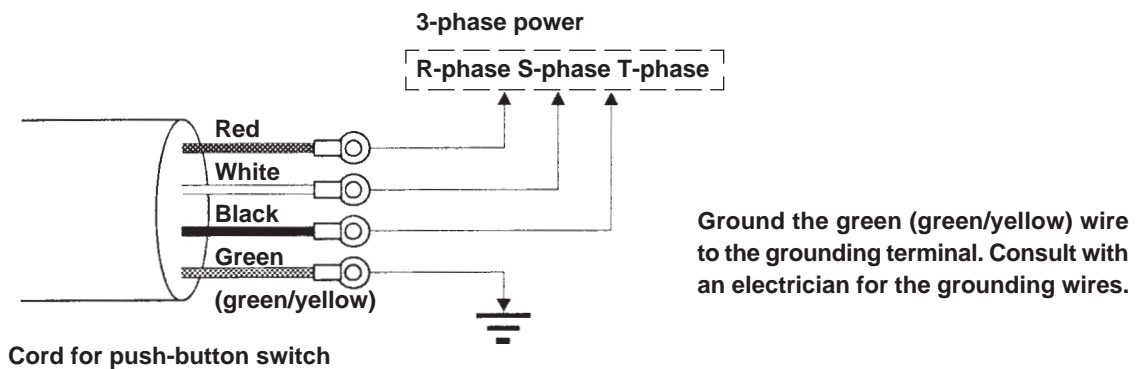 3-phase power
R-phase S-phase T-phase
Red
White
Black
Green
(green/yellow)
Ground the green (green/yellow) wire
to the grounding terminal. Consult with
an electrician for the grounding wires.
Cord for push-button switch